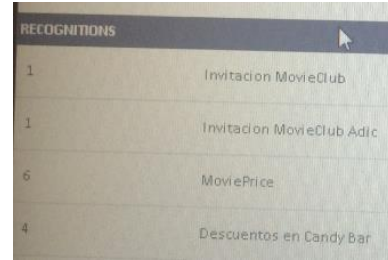 RECOGNITIONS
1 Invitacion MovieClub
1 Invitacion MovieClub Adic
6 MoviePrice
4 Descuentos en Candy Bar